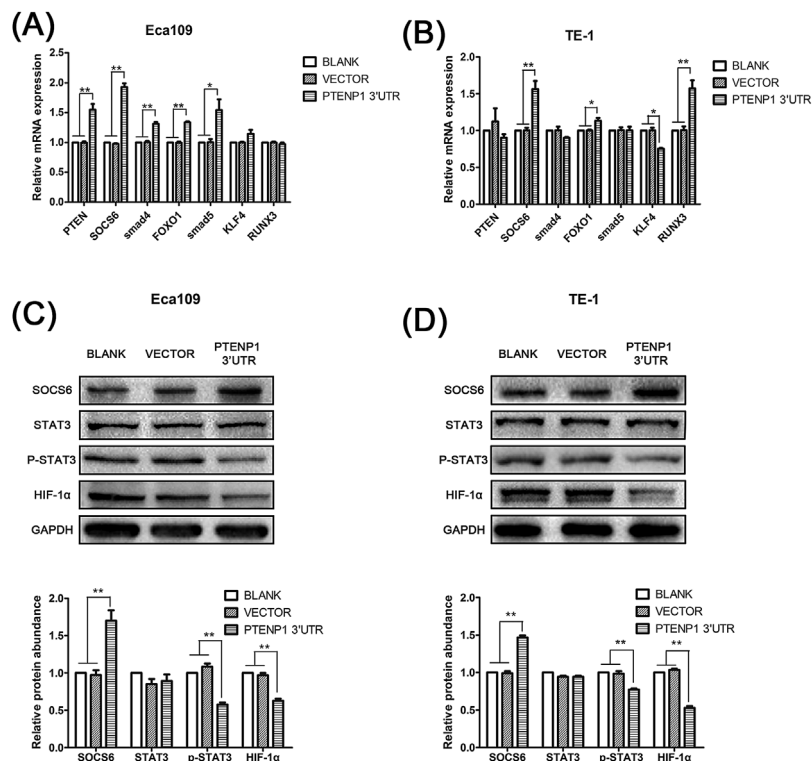 (A)
Eca109
Relative mRNA expression
2.5
2.0
1.5
1.0
0.5
0.0
**
**
**
**
*
BLANK
VECTOR
PTENP1 3'UTR
PTEN
SOCS6
smad4
FOXO1
smad5
KLF4
RUNX3
(B)
TE-1
Relative mRNA expression
2.0
1.5
1.0
0.5
0.0
**
*
*
**
BLANK
VECTOR
PTENP1 3'UTR
PTEN
SOCS6
smad4
FOXO1
smad5
KLF4
RUNX3
(C)
Eca109
BLANK VECTOR PTENP1
3'UTR
SOCS6
STAT3
P-STAT3
HIF-1α
GAPDH
Relative protein abundance
2.0
1.5
1.0
0.5
0.0
**
**
**
BLANK
VECTOR
PTENP1 3'UTR
SOCS6 STAT3 p-STAT3 HIF-1α
(D)
TE-1
BLANK VECTOR PTENP1
3'UTR
SOCS6
STAT3
P-STAT3
HIF-1α
GAPDH
Relative protein abundance
2.0
1.5
1.0
0.5
0.0
**
**
**
BLANK
VECTOR
PTENP1 3'UTR
SOCS6 STAT3 p-STAT3 HIF-1α